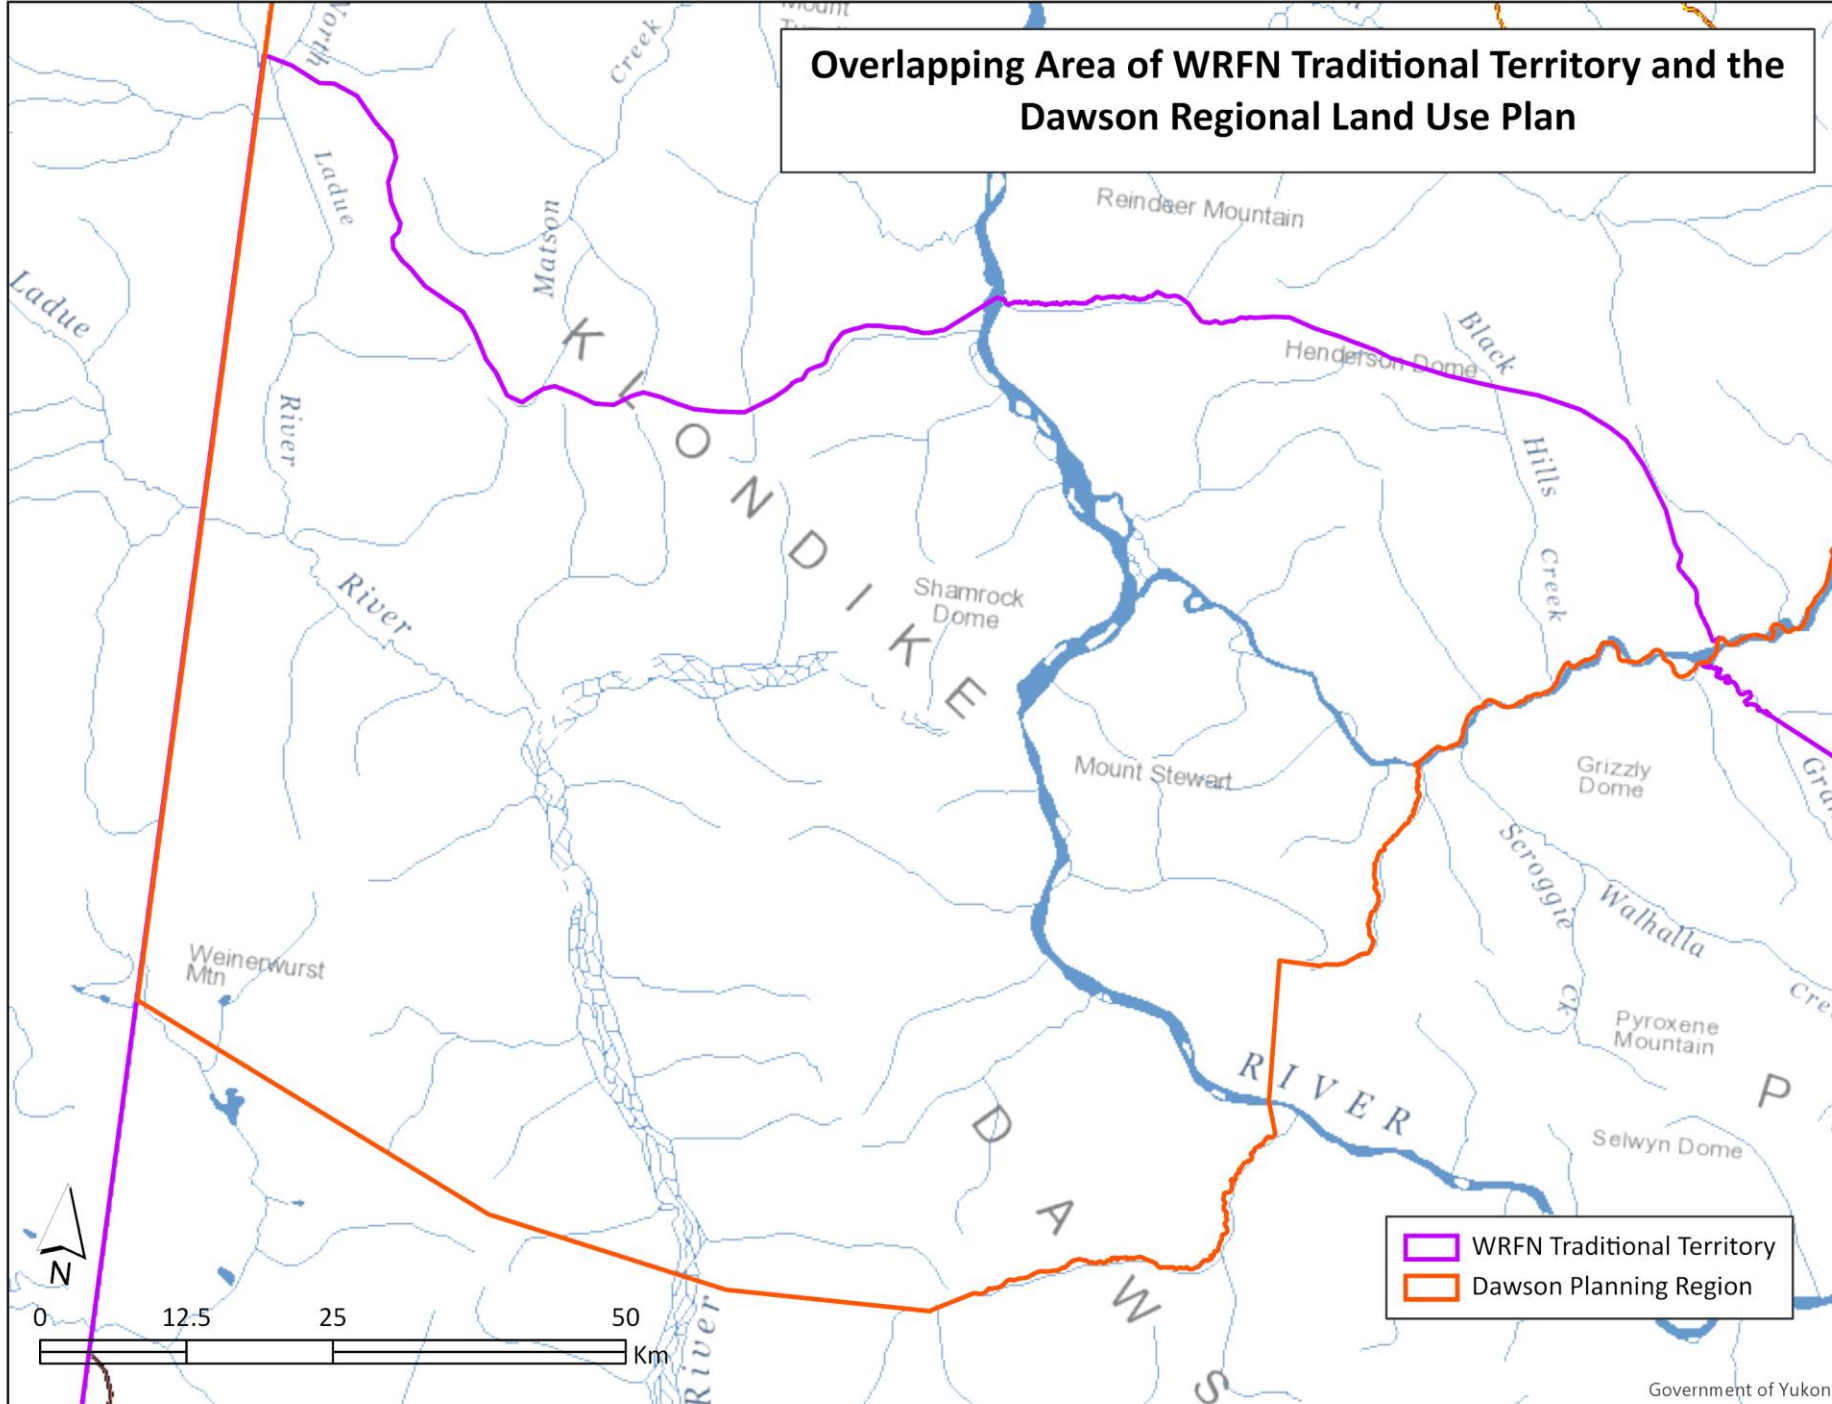 Overlapping Area of WRFN Traditional Territory and the
Dawson Regional Land Use Plan
North
Creek
Mount
Ladue
Matson
Reindeer Mountain
Ladue
K L O N D I K E
Black
Henderson Dome
River
Hills
River
Creek
Shamrock
Dome
Mount Stewart
Grizzly
Dome
Scroggie
Walhalla
Weinerwurst
Mtn
Ck
Pyroxene
Mountain
RIVER
P
D A W S
Selwyn Dome
N
WRFN Traditional Territory
Dawson Planning Region
0 12.5 25 50
Km
River
Government of Yukon